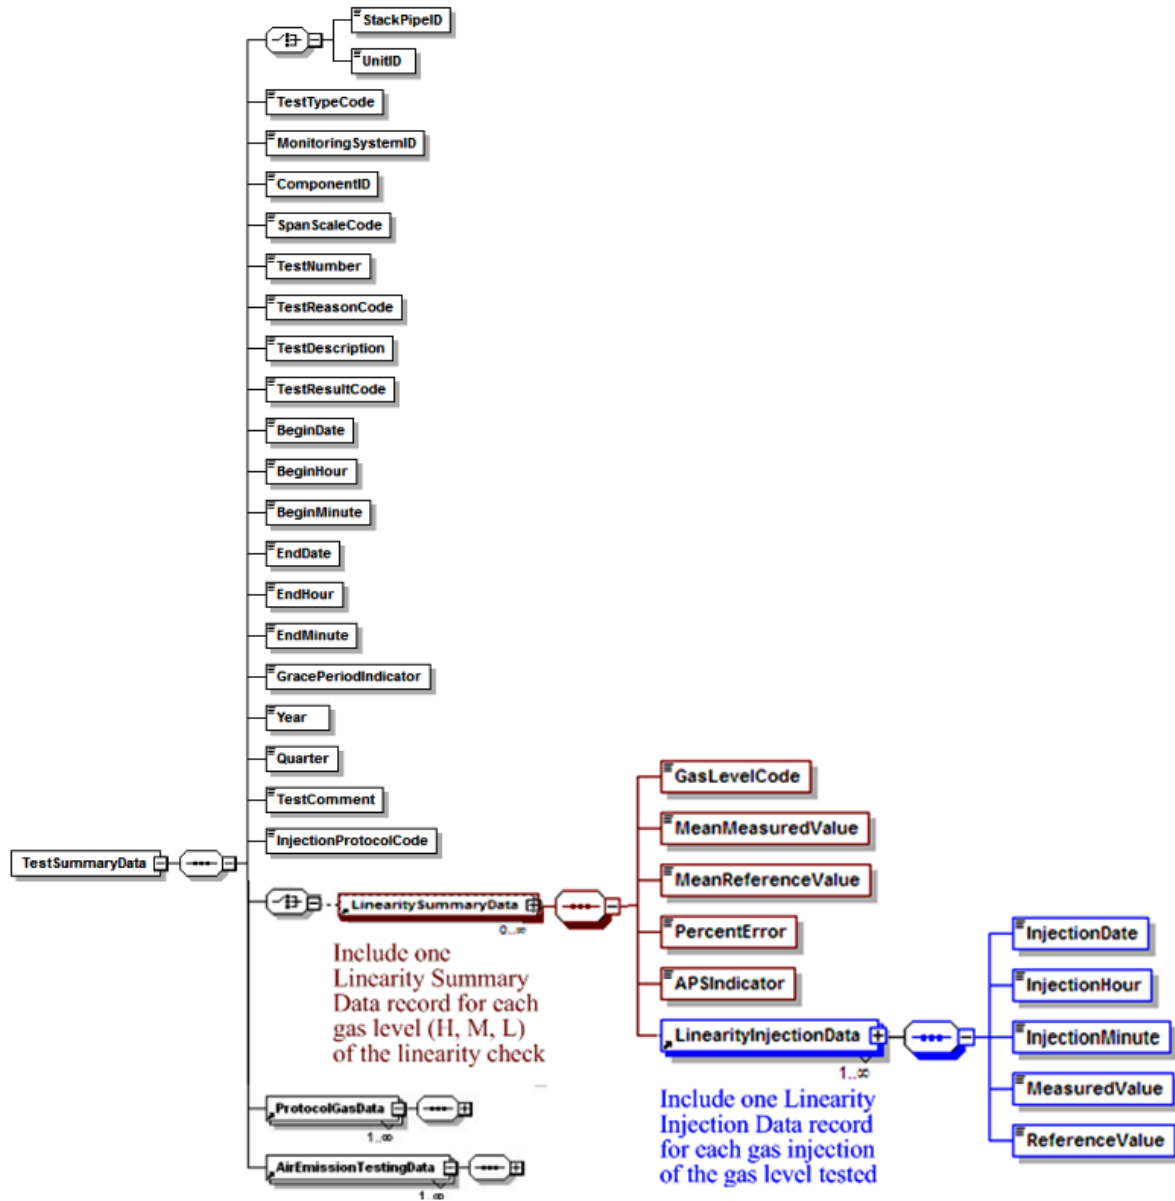 StackPipeID
UnitID
TestTypeCode
MonitoringSystemID
ComponentID
SpanScaleCode
TestNumber
TestReasonCode
TestDescription
TestResultCode
BeginDate
BeginHour
BeginMinute
EndDate
EndHour
EndMinute
GracePeriodIndicator
Year
Quarter
TestComment
InjectionProtocolCode
TestSummaryData
LinearitySummaryData
0..∞
Include one
Linearity Summary
Data record for each
gas level (H, M, L)
of the linearity check
GasLevelCode
MeanMeasuredValue
MeanReferenceValue
PercentError
APSIndicator
LinearityInjectionData
1..∞
Include one Linearity
Injection Data record
for each gas injection
of the gas level tested
InjectionDate
InjectionHour
InjectionMinute
MeasuredValue
ReferenceValue
ProtocolGasData
1..∞
AirEmissionTestingData
1..∞